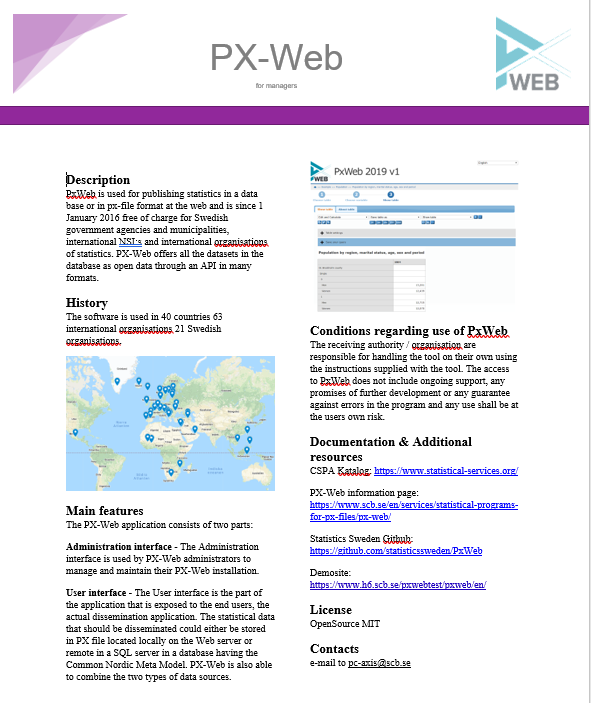 PX-Web
for managers
WEB
Description
PxWeb is used for publishing statistics in a data
base or in px-file format at the web and is since 1
January 2016 free of charge for Swedish
government agencies and municipalities,
international NSI:s and international organisations
of statistics. PX-Web offers all the datasets in the
database as open data through an API in many
formats.
History
The software is used in 40 countries 63
international organisations 21 Swedish
organisations.
Main features
The PX-Web application consists of two parts:
Administration interface - The Administration
interface is used by PX-Web administrators to
manage and maintain their PX-Web installation.
User interface - The User interface is the part of
the application that is exposed to the end users, the
actual dissemination application. The statistical data
that should be disseminated could either be stored
in PX file located locally on the Web server or
remote in a SQL server in a database having the
Common Nordic Meta Model. PX-Web is also able
to combine the two types of data sources.
WEB
PxWeb 2019 v1
Population by region, marital status, age, sex and period
Conditions regarding use of PxWeb
The receiving authority / organisation are
responsible for handling the tool on their own using
the instructions supplied with the tool. The access
to PxWeb does not include ongoing support, any
promises of further development or any guarantee
against errors in the program and any use shall be at
the users own risk.
Documentation & Additional
resources
CSPA Katalog: https://www.statistical-services.org/
PX-Web information page:
https://www.scb.se/en/services/statistical-programs-
for-px-files/px-web/
Statistics Sweden Github:
https://github.com/statisticssweden/PxWeb
Demosite:
https://www.h6.scb.se/pxwebtest/pxweb/en/
License
OpenSource MIT
Contacts
e-mail to pc-axis@scb.se